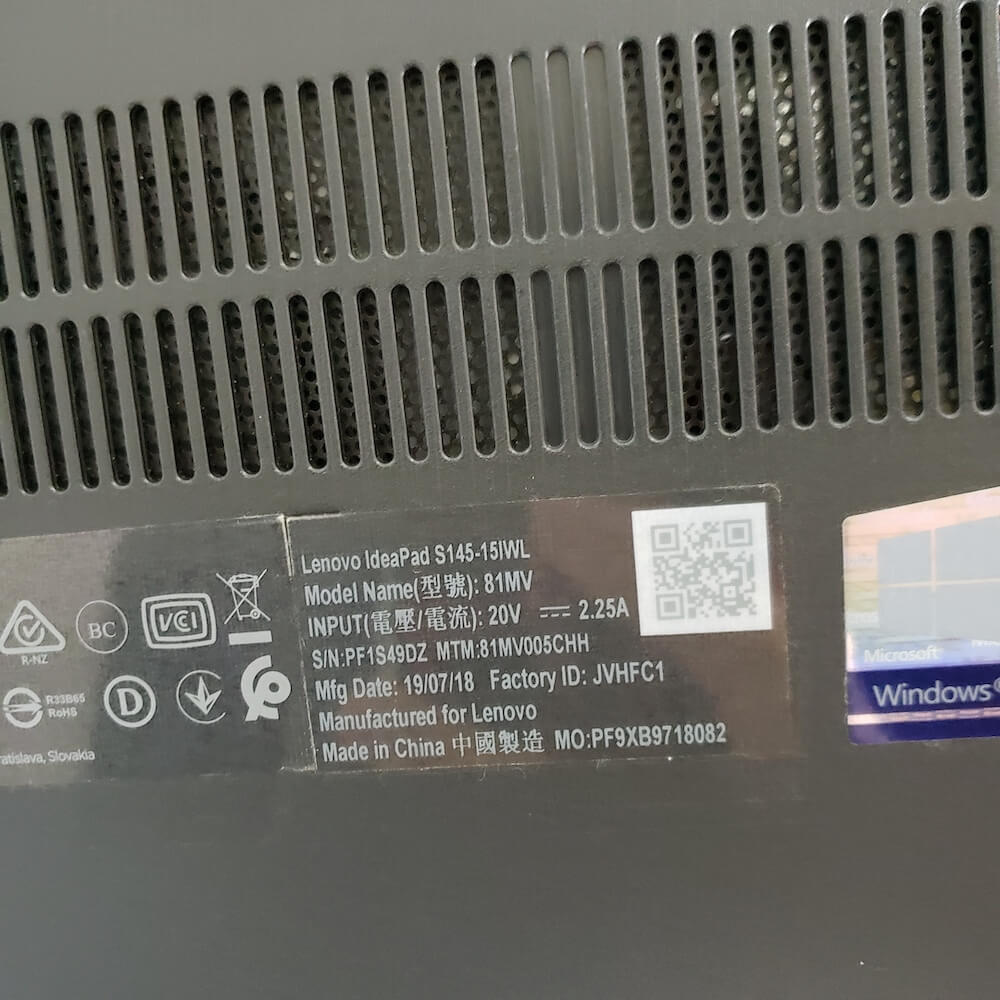 Lenovo IdeaPad S145-15IWL
Model Name(型號): 81MV
INPUT(電壓/電流): 20V ⎓ 2.25A
S/N:PF1S49DZ MTM:81MV005CHH
Mfg Date: 19/07/18 Factory ID: JVHFC1
Manufactured for Lenovo
Made in China 中國製造 MO:PF9XB9718082
R-NZ
BC
VCI
R33B65
RoHS
D
ratislava, Slovakia
Microsoft
Windows